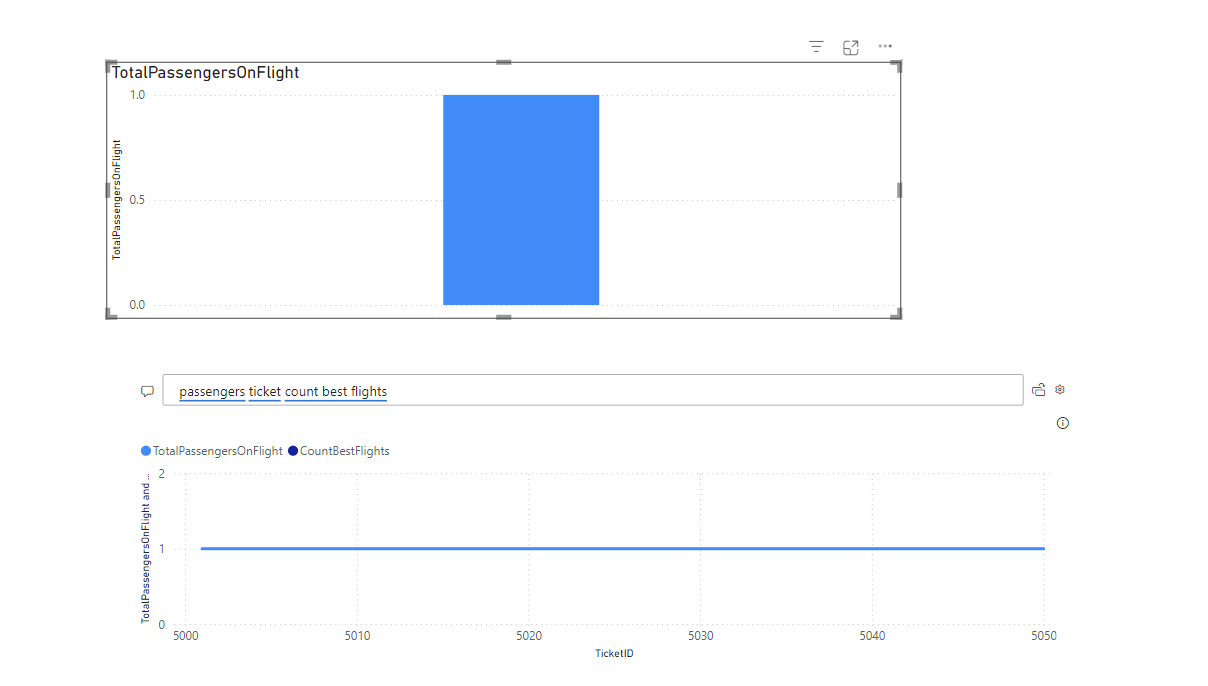 TotalPassengersOnFlight
1.0
0.5
0.0
TotalPassengersOnFlight
passengers ticket count best flights
TotalPassengersOnFlight CountBestFlights
2
1
0
TotalPassengersOnFlight and ...
5000 5010 5020 5030 5040 5050
TicketID